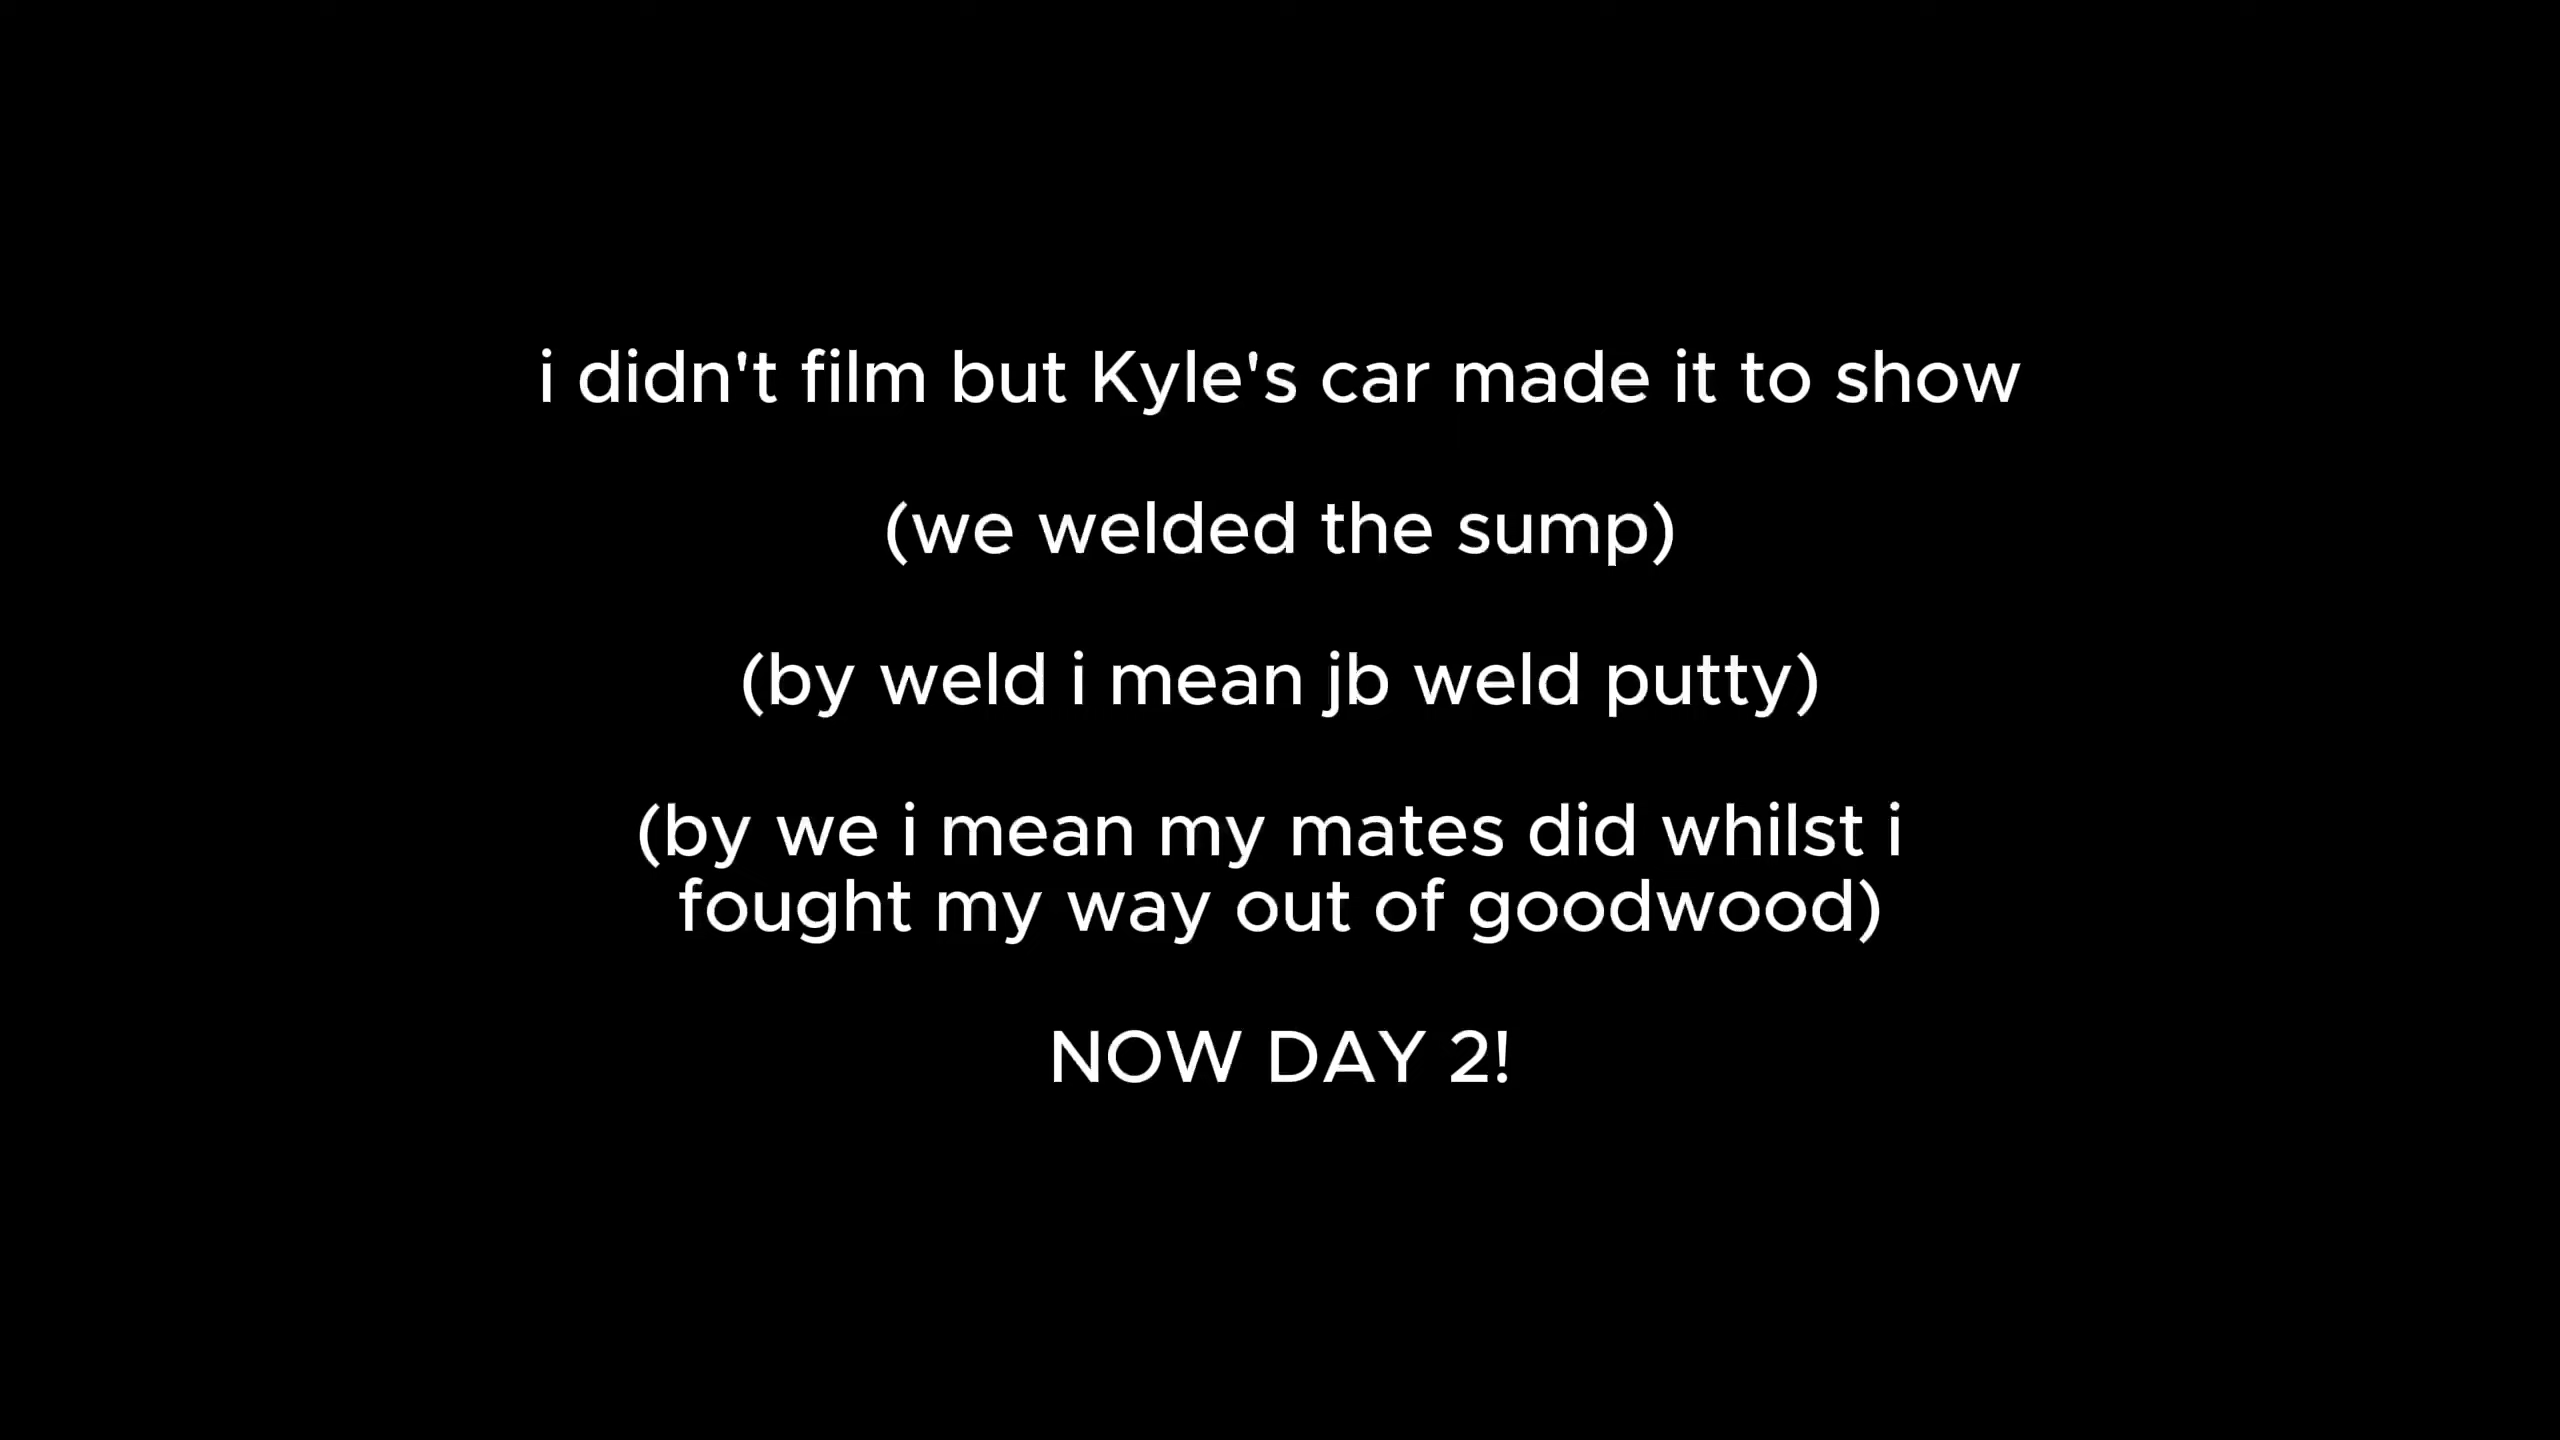 i didn't film but Kyle's car made it to show
(we welded the sump)
(by weld i mean jb weld putty)
(by we i mean my mates did whilst i
fought my way out of goodwood)
NOW DAY 2!